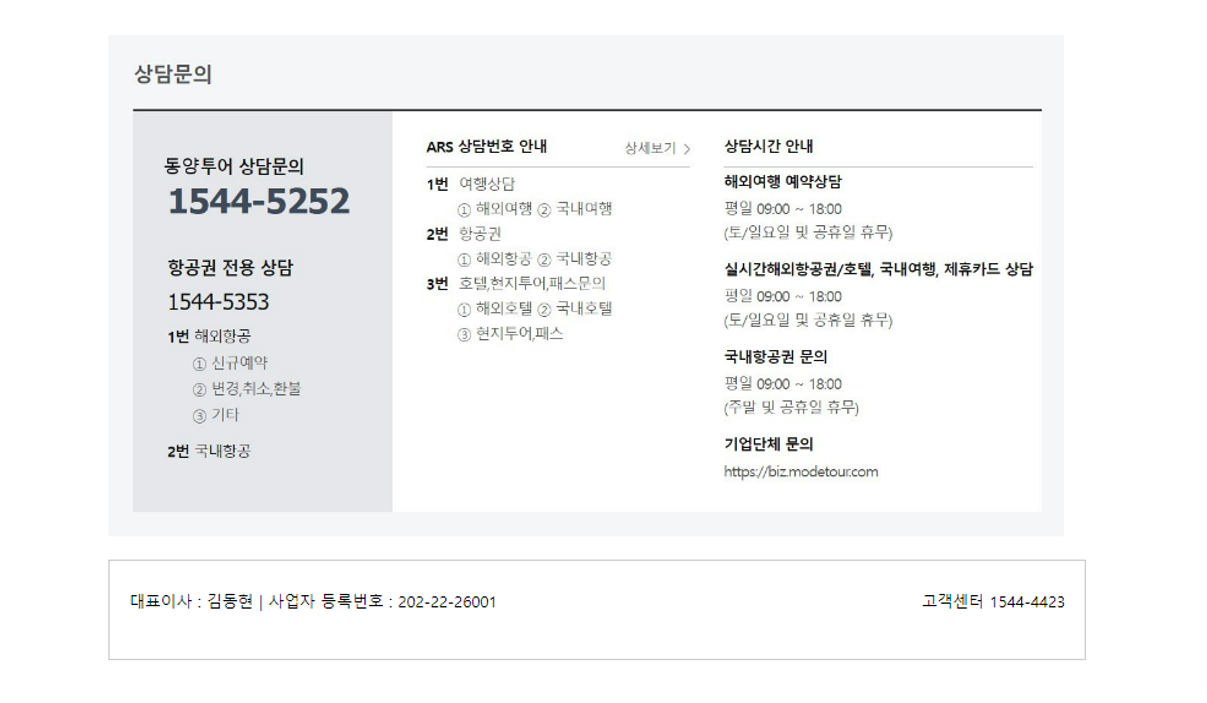 상담문의
동양투어 상담문의
1544-5252
항공권 전용 상담
1544-5353
1번 해외항공
① 신규예약
② 변경,취소,환불
③ 기타
2번 국내항공
ARS 상담번호 안내 상세보기 >
1번 여행상담
① 해외여행 ② 국내여행
2번 항공권
① 해외항공 ② 국내항공
3번 호텔,현지투어,패스문의
① 해외호텔 ② 국내호텔
③ 현지투어,패스
상담시간 안내
해외여행 예약상담
평일 09:00 ~ 18:00
(토/일요일 및 공휴일 휴무)
실시간해외항공권/호텔, 국내여행, 제휴카드 상담
평일 09:00 ~ 18:00
(토/일요일 및 공휴일 휴무)
국내항공권 문의
평일 09:00 ~ 18:00
(주말 및 공휴일 휴무)
기업단체 문의
https://biz.modetour.com
대표이사 : 김동현 | 사업자 등록번호 : 202-22-26001
고객센터 1544-4423